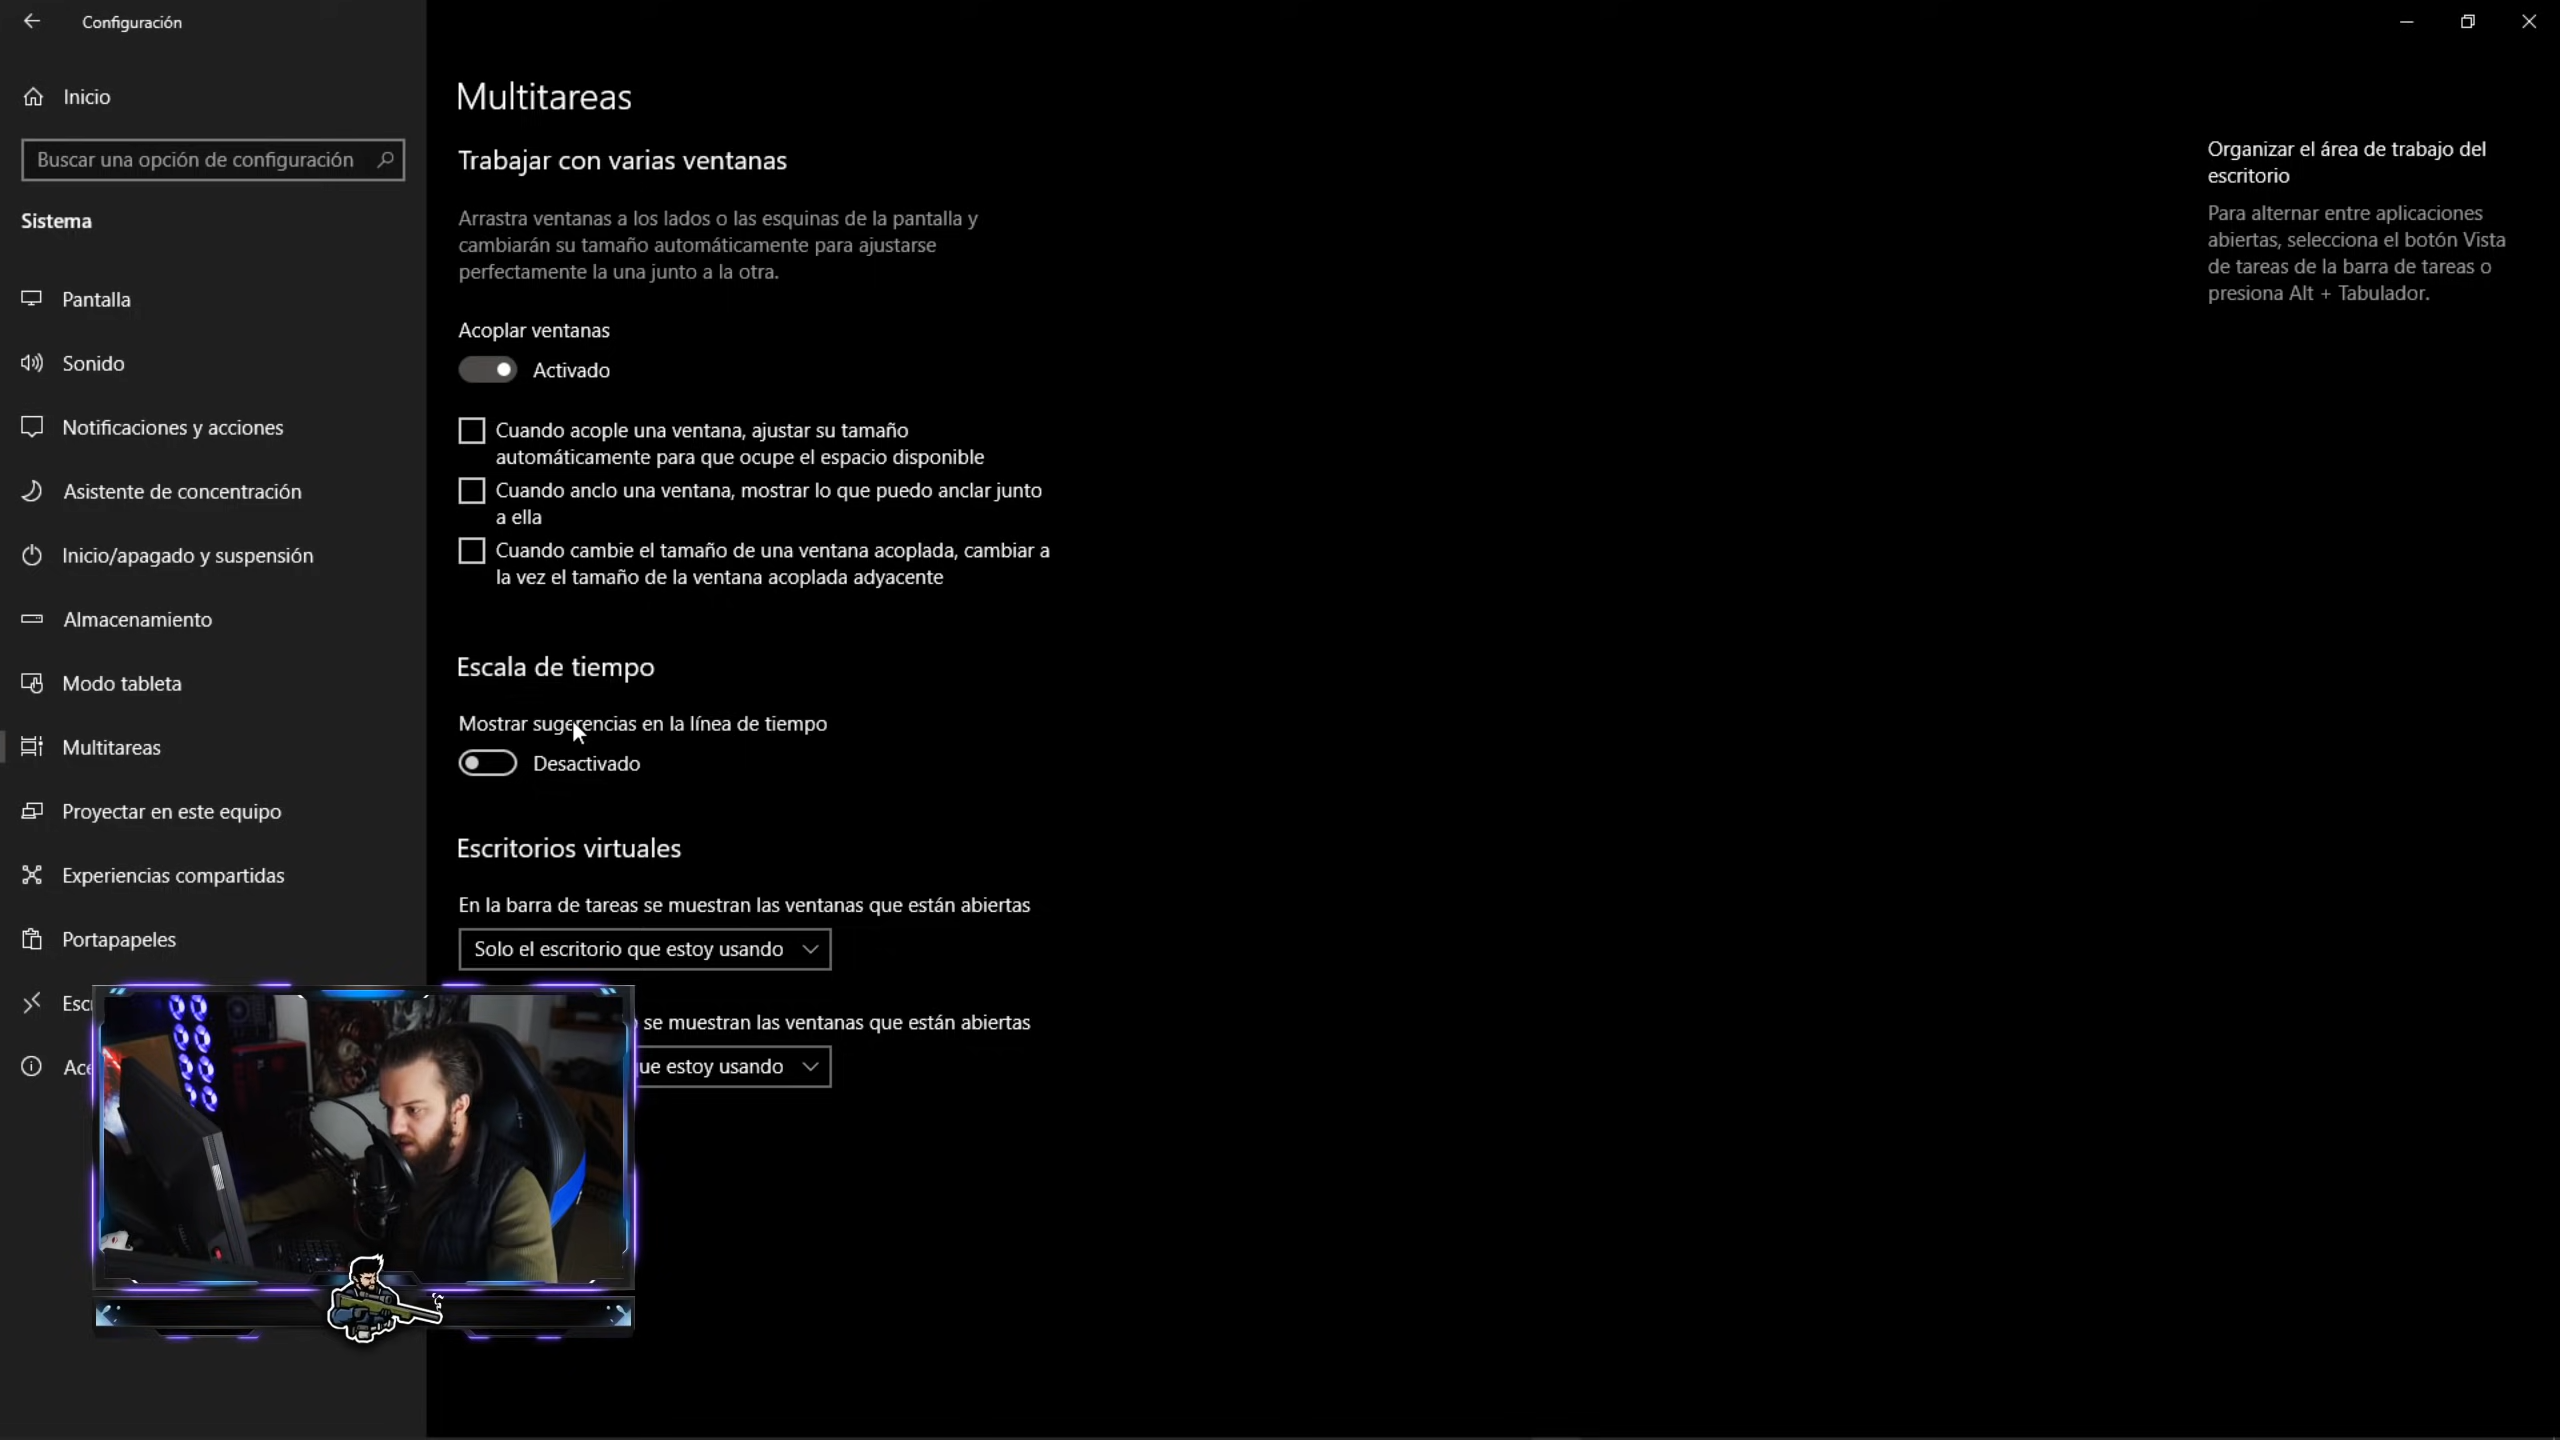 Configuración
Inicio
Buscar una opción de configuración
Sistema
Pantalla
Sonido
Notificaciones y acciones
Asistente de concentración
Inicio/apagado y suspensión
Almacenamiento
Modo tableta
Multitareas
Proyectar en este equipo
Experiencias compartidas
Portapapeles
Multitareas
Trabajar con varias ventanas
Arrastra ventanas a los lados o las esquinas de la pantalla y
cambiarán su tamaño automáticamente para ajustarse
perfectamente la una junto a la otra.
Acoplar ventanas
Activado
Cuando acople una ventana, ajustar su tamaño
automáticamente para que ocupe el espacio disponible
Cuando anclo una ventana, mostrar lo que puedo anclar junto
a ella
Cuando cambie el tamaño de una ventana acoplada, cambiar a
la vez el tamaño de la ventana acoplada adyacente
Escala de tiempo
Mostrar sugerencias en la línea de tiempo
Desactivado
Escritorios virtuales
En la barra de tareas se muestran las ventanas que están abiertas
Solo el escritorio que estoy usando
se muestran las ventanas que están abiertas
estoy usando
Organizar el área de trabajo del
escritorio
Para alternar entre aplicaciones
abiertas, selecciona el botón Vista
de tareas de la barra de tareas o
presiona Alt + Tabulador.